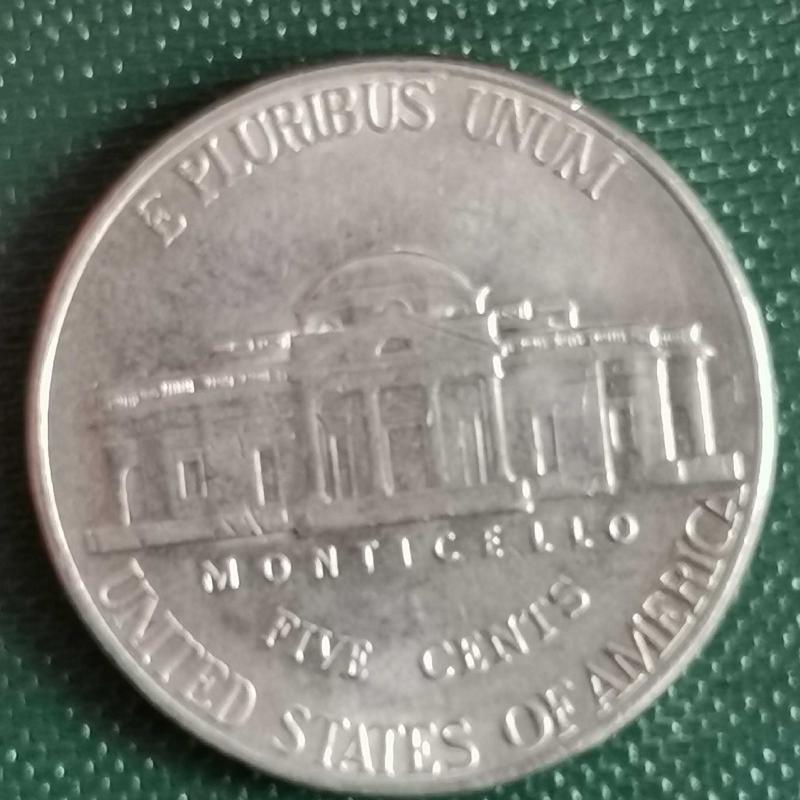 E PLURIBUS UNUM
MONTICELLO
FIVE CENTS
UNITED STATES OF AMERICA